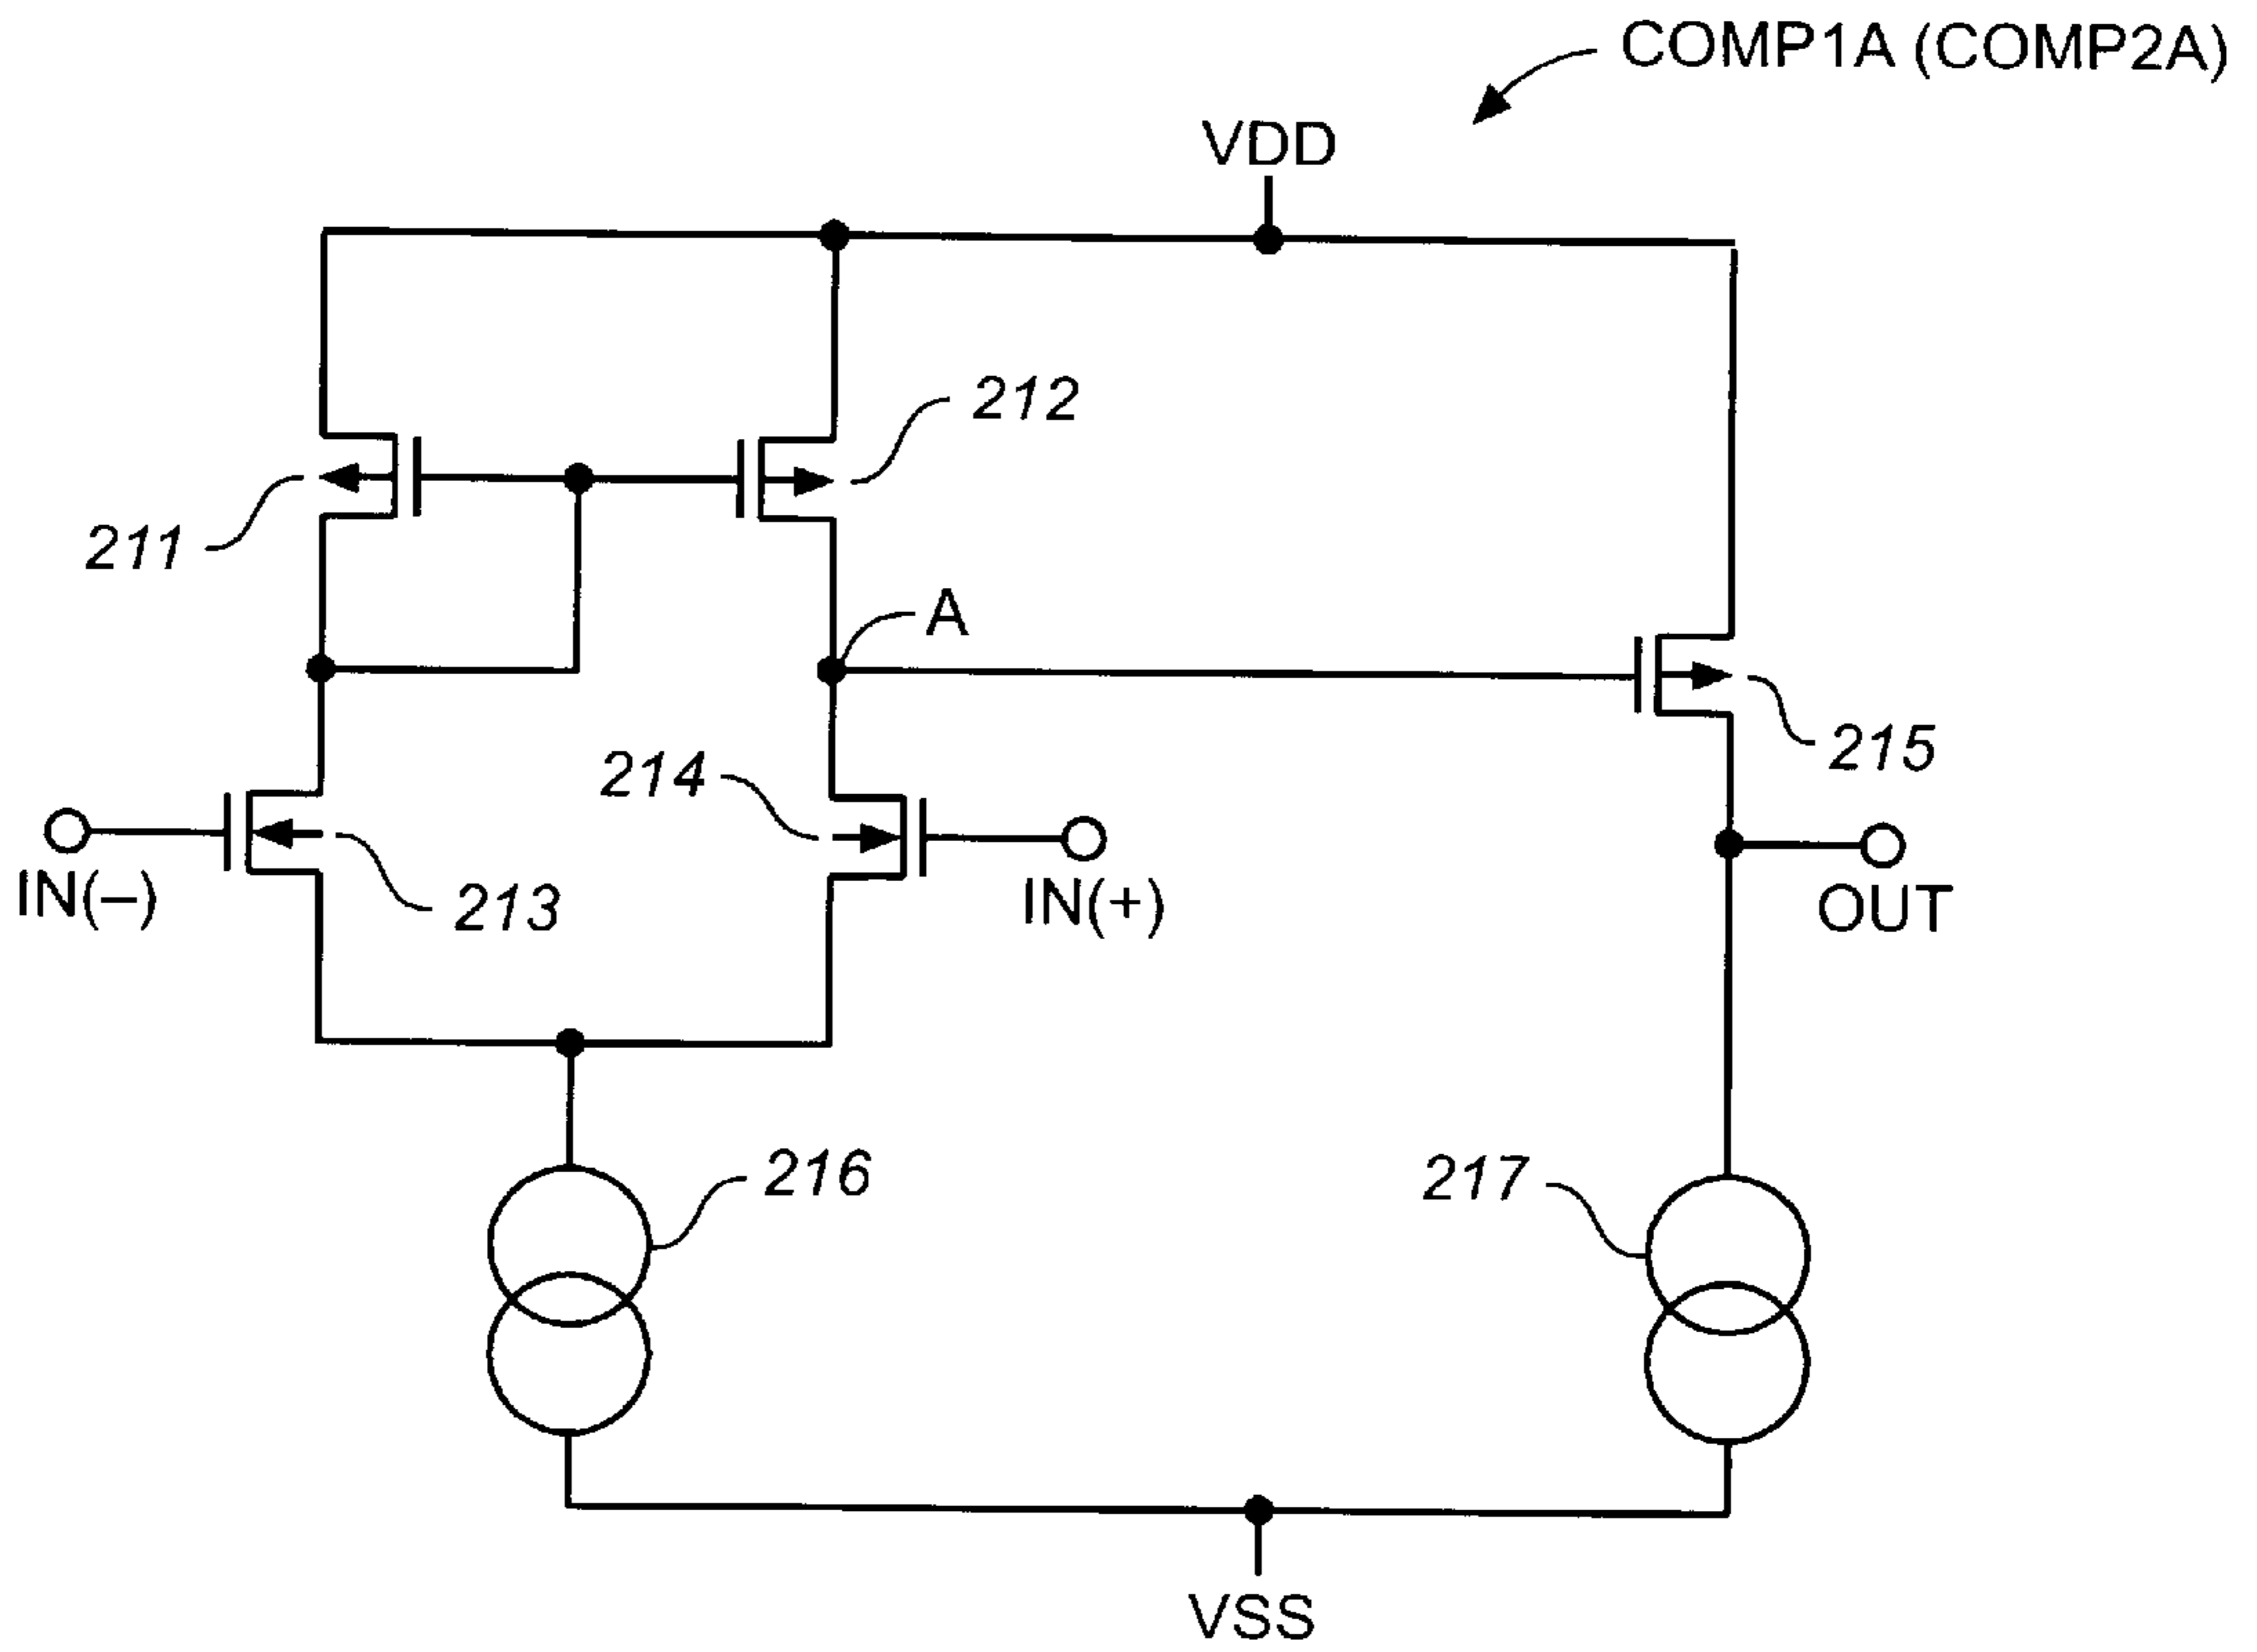 COMP1A (COMP2A)
VDD
212
211
A
214
215
IN(–)
213
IN(+)
OUT
216
217
VSS